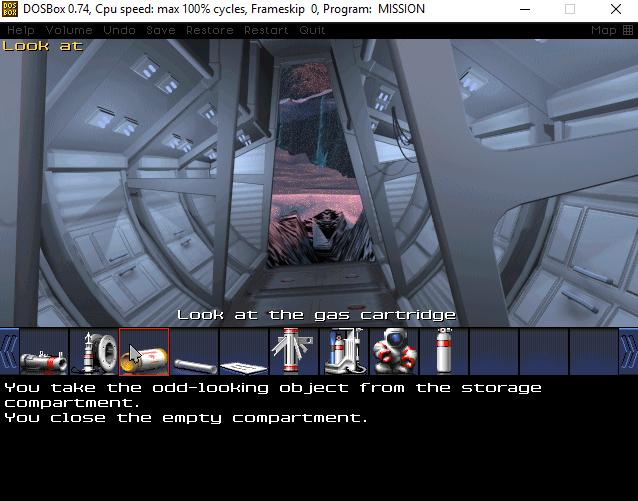 DOS
BOX
DOSBox 0.74, Cpu speed: max 100% cycles, Frameskip 0, Program: MISSION
Help Volume Undo Save Restore Restart Quit Map
Look at
Look at the gas cartridge
You take the odd-looking object from the storage
compartment.
You close the empty compartment.